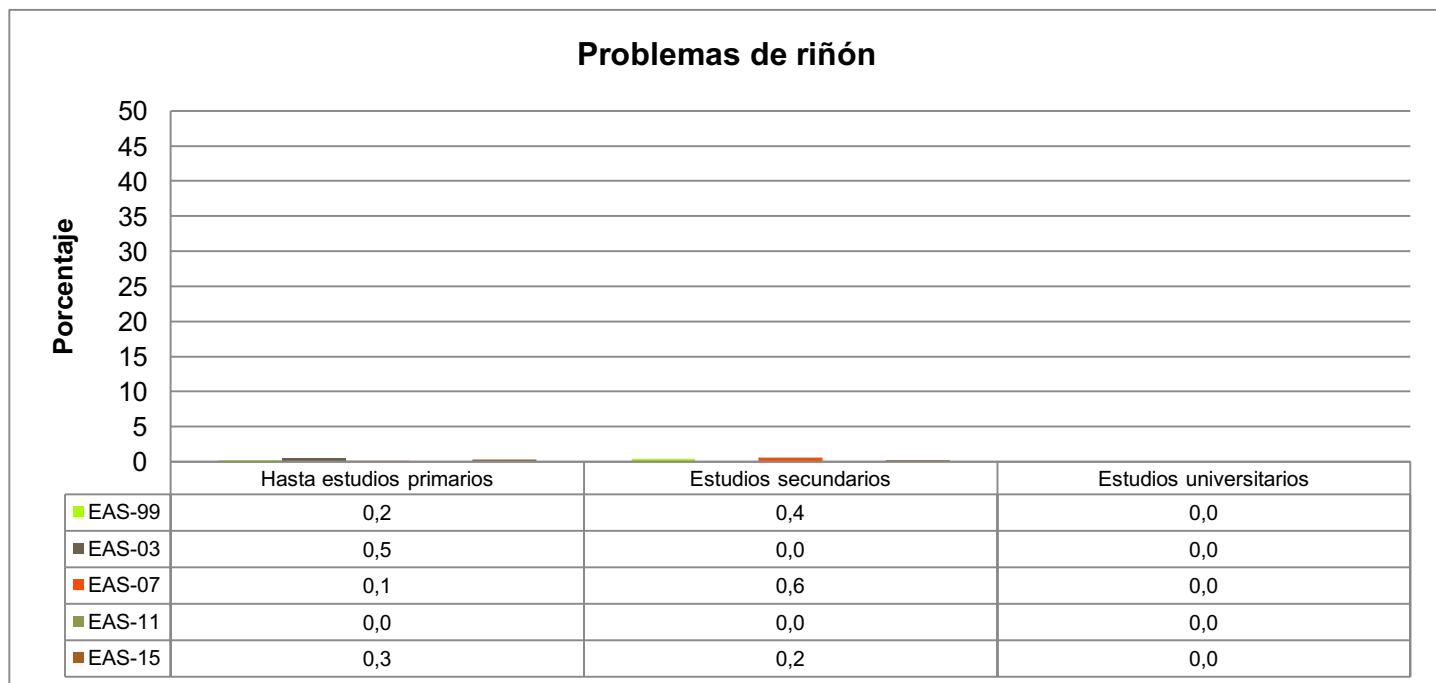 Problemas de riñón
Porcentaje
50
45
40
35
30
25
20
15
10
5
0
Hasta estudios primarios Estudios secundarios Estudios universitarios
EAS-99 0,2 0,4 0,0
EAS-03 0,5 0,0 0,0
EAS-07 0,1 0,6 0,0
EAS-11 0,0 0,0 0,0
EAS-15 0,3 0,2 0,0